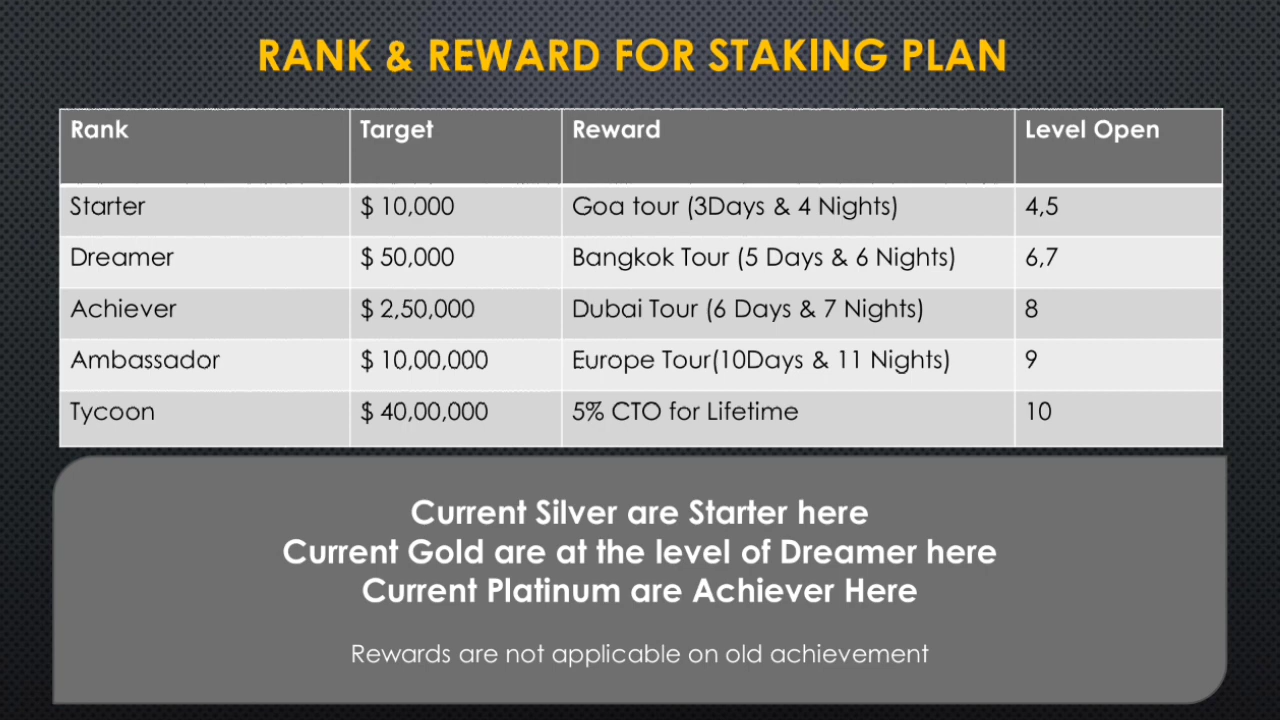 RANK & REWARD FOR STAKING PLAN
Rank Target Reward Level Open
Starter $ 10,000 Goa tour (3Days & 4 Nights) 4,5
Dreamer $ 50,000 Bangkok Tour (5 Days & 6 Nights) 6,7
Achiever $ 2,50,000 Dubai Tour (6 Days & 7 Nights) 8
Ambassador $ 10,00,000 Europe Tour(10Days & 11 Nights) 9
Tycoon $ 40,00,000 5% CTO for Lifetime 10
Current Silver are Starter here
Current Gold are at the level of Dreamer here
Current Platinum are Achiever Here
Rewards are not applicable on old achievement